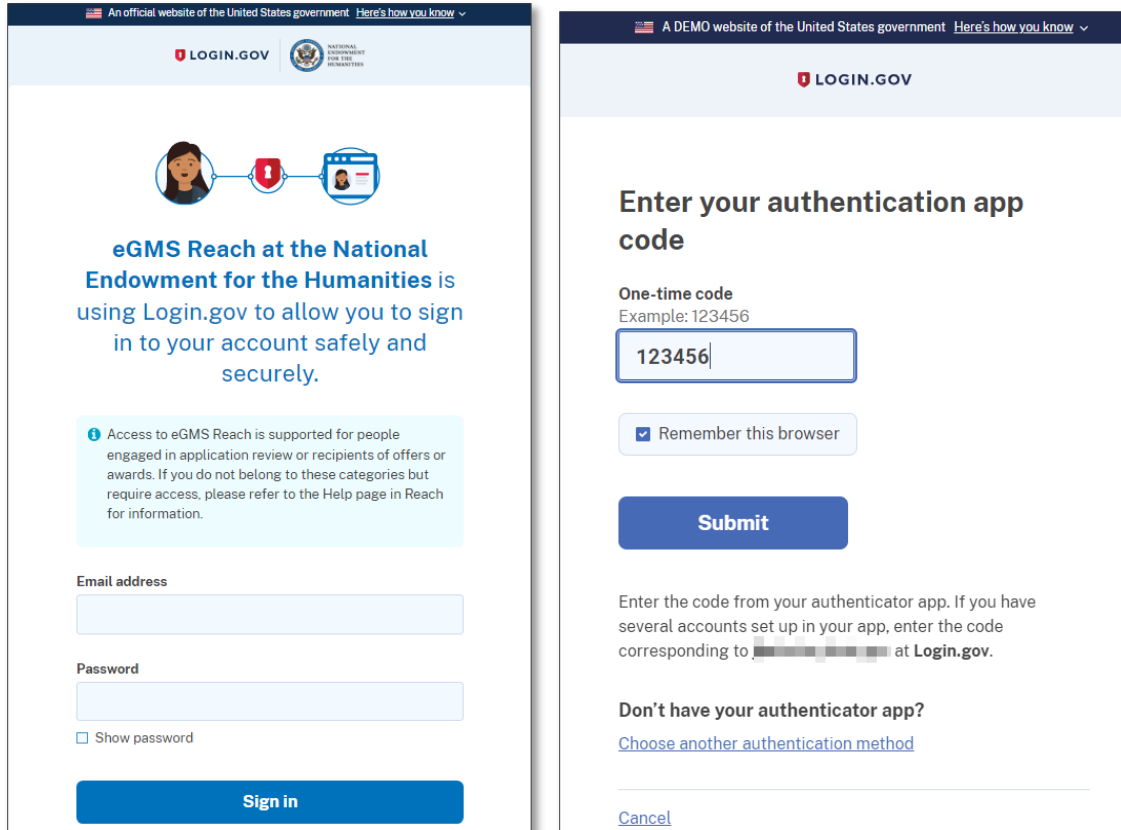 An official website of the United States government Here's how you know
LOGIN.GOV
NATIONAL
ENDOWMENT
FOR THE
HUMANITIES
eGMS Reach at the National
Endowment for the Humanities is
using Login.gov to allow you to sign
in to your account safely and
securely.
Access to eGMS Reach is supported for people
engaged in application review or recipients of offers or
awards. If you do not belong to these categories but
require access, please refer to the Help page in Reach
for information.
Email address
Password
Show password
Sign in
A DEMO website of the United States government Here's how you know
LOGIN.GOV
Enter your authentication app
code
One-time code
Example: 123456
123456
Remember this browser
Submit
Enter the code from your authenticator app. If you have
several accounts set up in your app, enter the code
corresponding to at Login.gov.
Don't have your authenticator app?
Choose another authentication method
Cancel